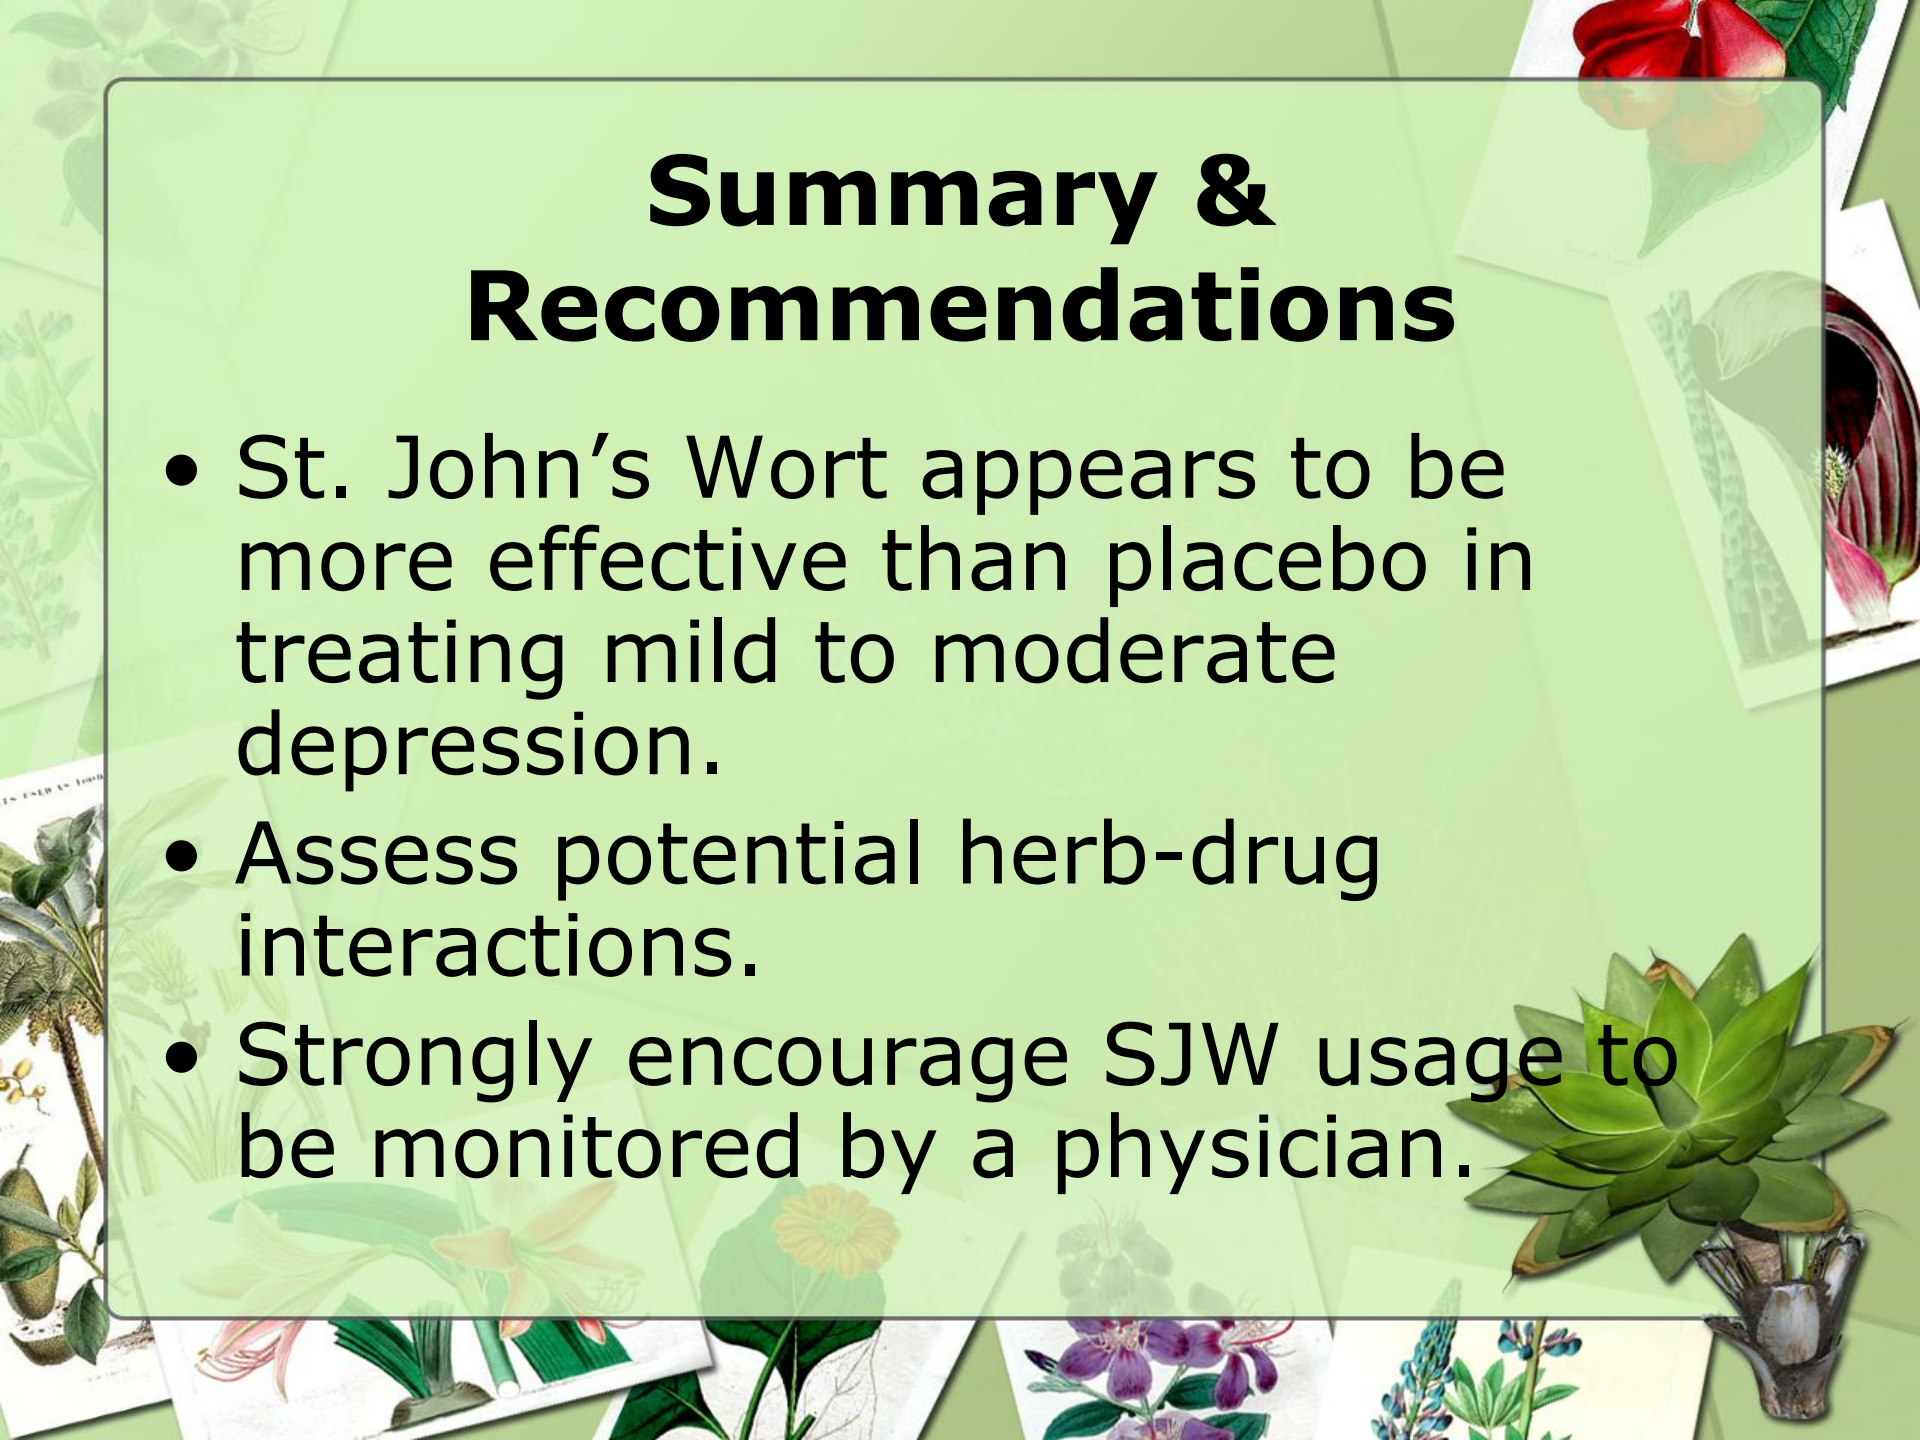 Summary &
Recommendations
• St. John’s Wort appears to be
more effective than placebo in
treating mild to moderate
depression.
• Assess potential herb-drug
interactions.
• Strongly encourage SJW usage to
be monitored by a physician.